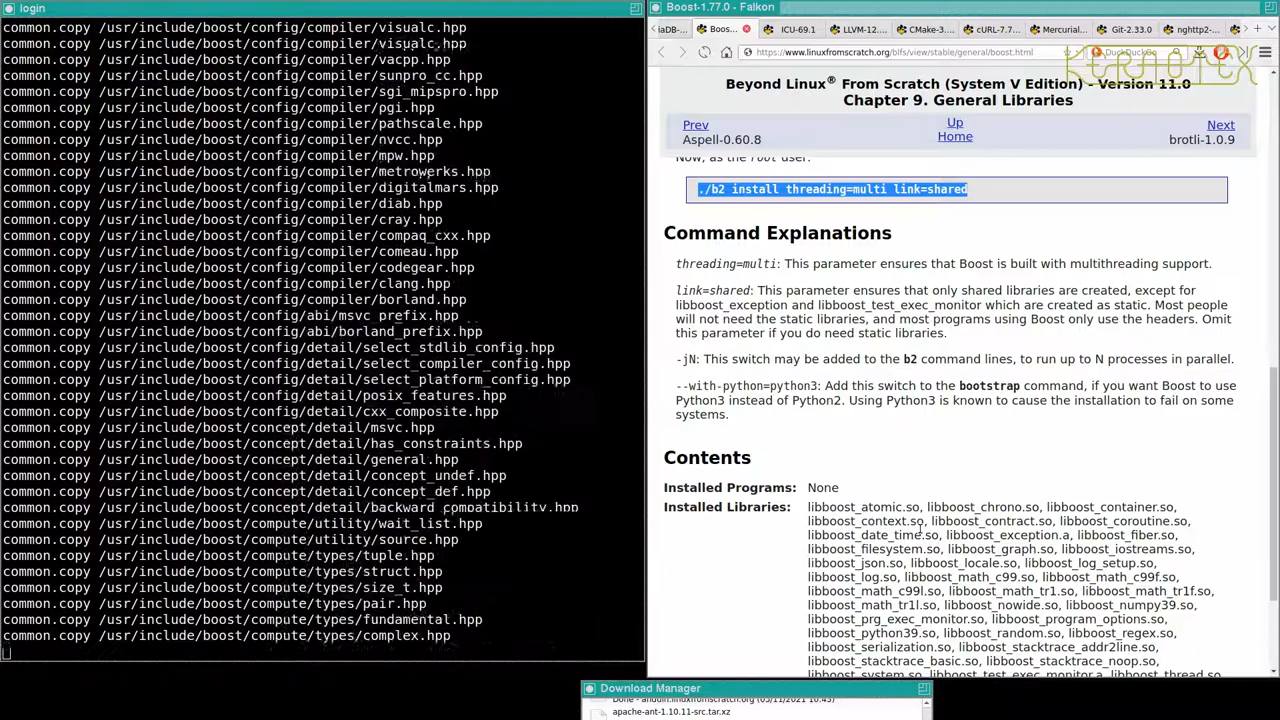 login
common.copy /usr/include/boost/config/compiler/visualc.hpp
common.copy /usr/include/boost/config/compiler/visualc.hpp
common.copy /usr/include/boost/config/compiler/vacpp.hpp
common.copy /usr/include/boost/config/compiler/sunpro_cc.hpp
common.copy /usr/include/boost/config/compiler/sgi_mipspro.hpp
common.copy /usr/include/boost/config/compiler/pgi.hpp
common.copy /usr/include/boost/config/compiler/pathscale.hpp
common.copy /usr/include/boost/config/compiler/nvcc.hpp
common.copy /usr/include/boost/config/compiler/mpw.hpp
common.copy /usr/include/boost/config/compiler/metrowerks.hpp
common.copy /usr/include/boost/config/compiler/digitalmars.hpp
common.copy /usr/include/boost/config/compiler/diab.hpp
common.copy /usr/include/boost/config/compiler/cray.hpp
common.copy /usr/include/boost/config/compiler/compaq_cxx.hpp
common.copy /usr/include/boost/config/compiler/comeau.hpp
common.copy /usr/include/boost/config/compiler/codegear.hpp
common.copy /usr/include/boost/config/compiler/clang.hpp
common.copy /usr/include/boost/config/compiler/borland.hpp
common.copy /usr/include/boost/config/abi/msvc_prefix.hpp
common.copy /usr/include/boost/config/abi/borland_prefix.hpp
common.copy /usr/include/boost/config/detail/select_stdlib_config.hpp
common.copy /usr/include/boost/config/detail/select_compiler_config.hpp
common.copy /usr/include/boost/config/detail/select_platform_config.hpp
common.copy /usr/include/boost/config/detail/posix_features.hpp
common.copy /usr/include/boost/config/detail/cxx_composite.hpp
common.copy /usr/include/boost/concept/detail/msvc.hpp
common.copy /usr/include/boost/concept/detail/has_constraints.hpp
common.copy /usr/include/boost/concept/detail/general.hpp
common.copy /usr/include/boost/concept/detail/concept_undef.hpp
common.copy /usr/include/boost/concept/detail/concept_def.hpp
common.copy /usr/include/boost/concept/detail/backward_compatibility.hpp
common.copy /usr/include/boost/compute/utility/wait_list.hpp
common.copy /usr/include/boost/compute/utility/source.hpp
common.copy /usr/include/boost/compute/types/tuple.hpp
common.copy /usr/include/boost/compute/types/struct.hpp
common.copy /usr/include/boost/compute/types/size_t.hpp
common.copy /usr/include/boost/compute/types/pair.hpp
common.copy /usr/include/boost/compute/types/fundamental.hpp
common.copy /usr/include/boost/compute/types/complex.hpp
Boost-1.77.0 - Falkon
iaDB-... Boos... ICU-69.1 LLVM-12.... CMake-3.... cURL-7.7... Mercurial... Git-2.33.0 nghttp2-...
https://www.linuxfromscratch.org/blfs/view/stable/general/boost.html DuckDuckGo
KERNOTEX
Beyond Linux® From Scratch (System V Edition) - Version 11.0
Chapter 9. General Libraries
Prev Up Next
Aspell-0.60.8 Home brotli-1.0.9
Now, as the root user:
./b2 install threading=multi link=shared
Command Explanations
threading=multi: This parameter ensures that Boost is built with multithreading support.
link=shared: This parameter ensures that only shared libraries are created, except for
libboost_exception and libboost_test_exec_monitor which are created as static. Most people
will not need the static libraries, and most programs using Boost only use the headers. Omit
this parameter if you do need static libraries.
-jN: This switch may be added to the b2 command lines, to run up to N processes in parallel.
--with-python=python3: Add this switch to the bootstrap command, if you want Boost to use
Python3 instead of Python2. Using Python3 is known to cause the installation to fail on some
systems.
Contents
Installed Programs: None
Installed Libraries: libboost_atomic.so, libboost_chrono.so, libboost_container.so,
libboost_context.so, libboost_contract.so, libboost_coroutine.so,
libboost_date_time.so, libboost_exception.a, libboost_fiber.so,
libboost_filesystem.so, libboost_graph.so, libboost_iostreams.so,
libboost_json.so, libboost_locale.so, libboost_log_setup.so,
libboost_log.so, libboost_math_c99.so, libboost_math_c99f.so,
libboost_math_c99l.so, libboost_math_tr1.so, libboost_math_tr1f.so,
libboost_math_tr1l.so, libboost_nowide.so, libboost_numpy39.so,
libboost_prg_exec_monitor.so, libboost_program_options.so,
libboost_python39.so, libboost_random.so, libboost_regex.so,
libboost_serialization.so, libboost_stacktrace_addr2line.so,
libboost_stacktrace_basic.so, libboost_stacktrace_noop.so,
libboost_system.so, libboost_test_exec_monitor.a, libboost_thread.so,
Download Manager
Done - anduin.linuxfromscratch.org (05/11/2021 10:45)
apache-ant-1.10.11-src.tar.xz